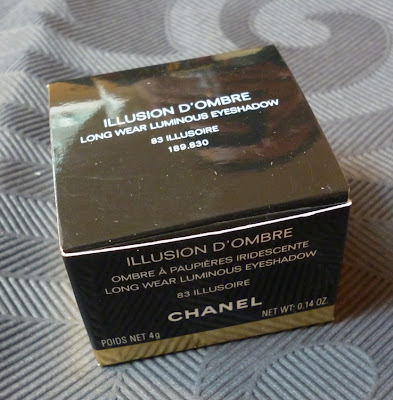 ILLUSION D'OMBRE
LONG WEAR LUMINOUS EYESHADOW
83 ILLUSOIRE
189.830
ILLUSION D'OMBRE
OMBRE À PAUPIÈRES IRIDESCENTE
LONG WEAR LUMINOUS EYESHADOW
83 ILLUSOIRE
CHANEL
POIDS NET 4g NET WT. 0.14 OZ.